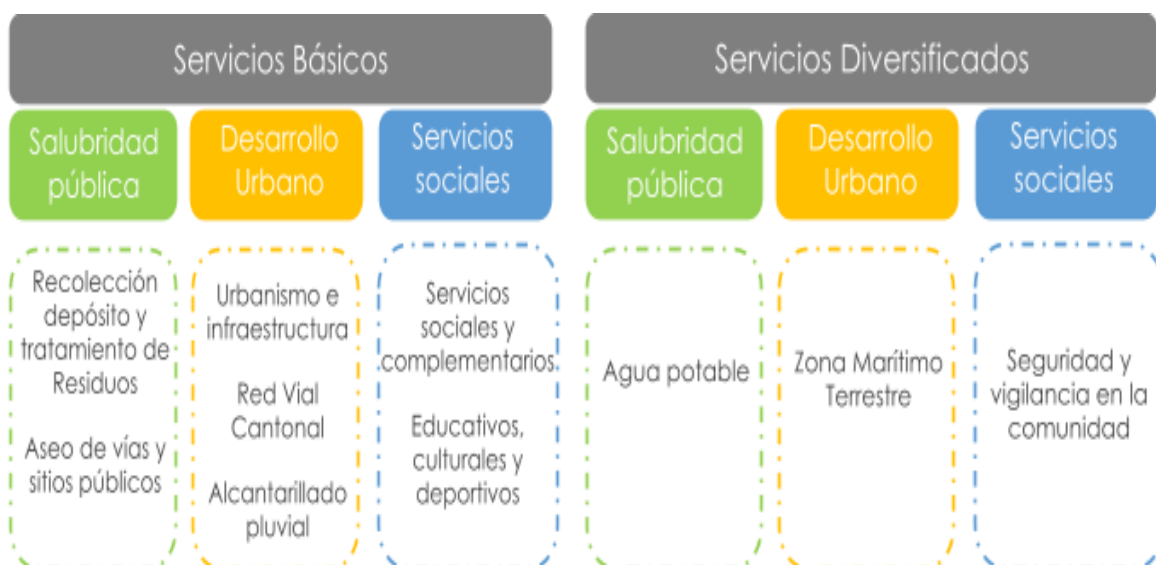 Servicios Básicos
Salubridad
pública
Desarrollo
Urbano
Servicios
sociales
Recolección
depósito y
tratamiento de
Residuos
Aseo de vías y
sitios públicos
Urbanismo e
infraestructura
Red Vial
Cantonal
Alcantarillado
pluvial
Servicios
sociales y
complementarios
Educativos,
culturales y
deportivos
Servicios Diversificados
Salubridad
pública
Desarrollo
Urbano
Servicios
sociales
Agua potable
Zona Marítimo
Terrestre
Seguridad y
vigilancia en la
comunidad